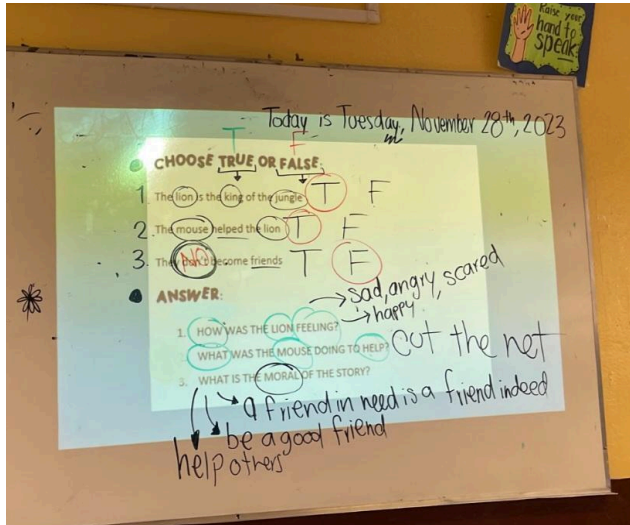 Raise your
hand to
speak
Today is Tuesday, November 28th, 2023
T F
CHOOSE TRUE OR FALSE:
1. The lion is the king of the jungle T F
2. The mouse helped the lion T F
3. They NO become friends T F
ANSWER:
sad, angry, scared
happy
1. HOW WAS THE LION FEELING?
WHAT WAS THE MOUSE DOING TO HELP? cut the net
3. WHAT IS THE MORAL OF THE STORY?
a friend in need is a friend indeed
be a good friend
help others